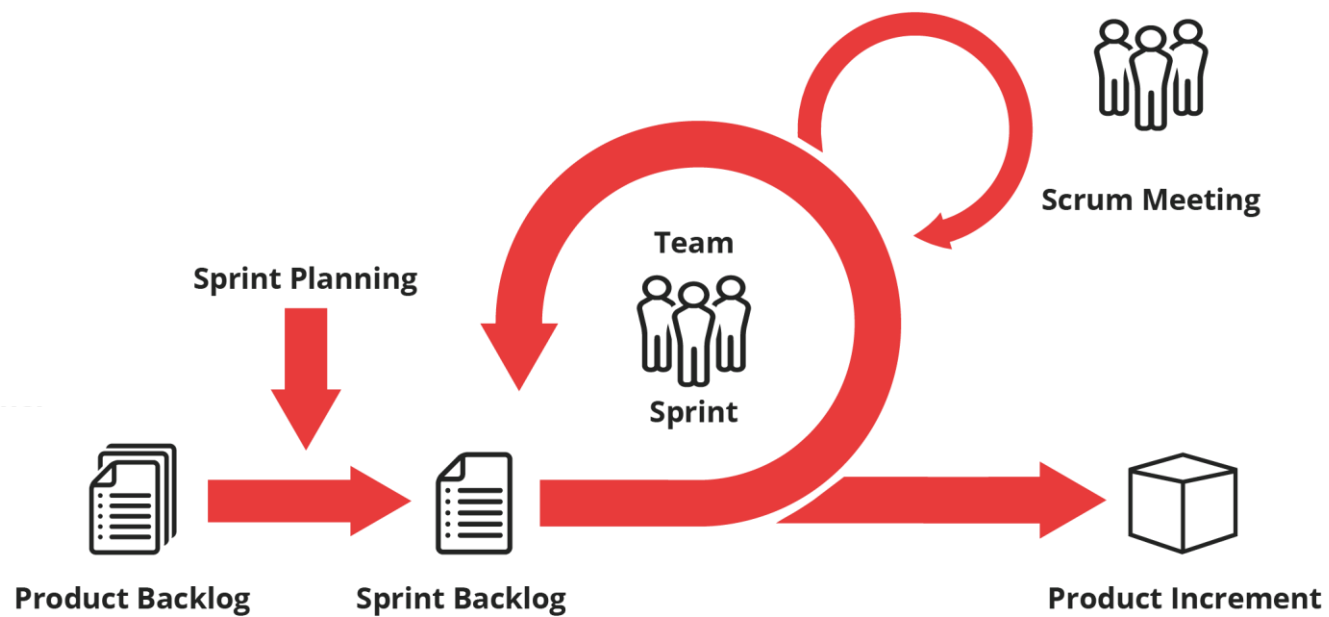 Scrum Meeting
Team
Sprint Planning
Sprint
Product Backlog
Sprint Backlog
Product Increment